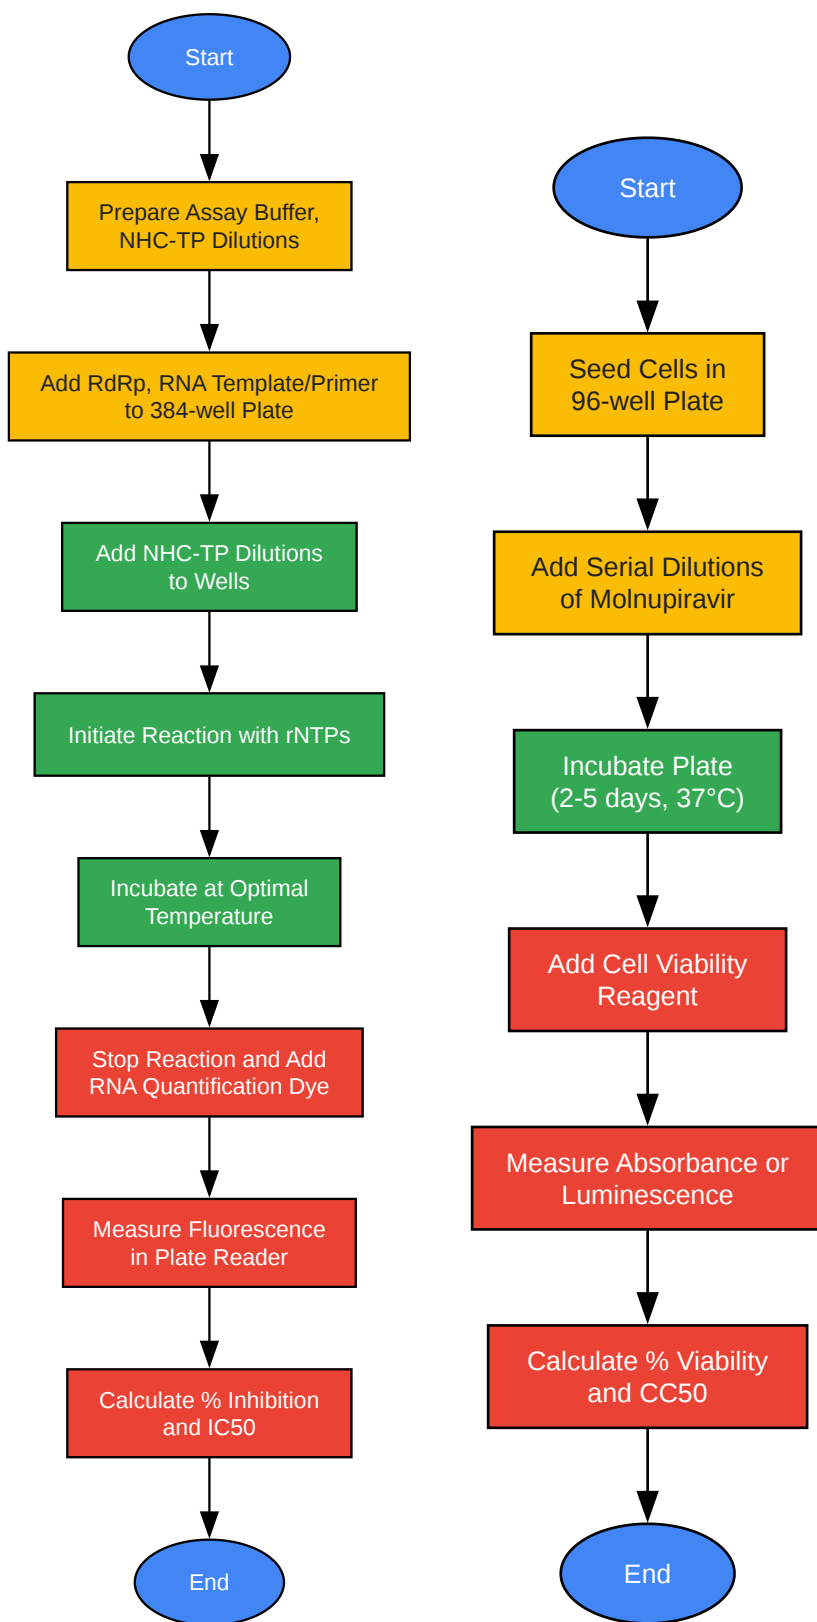 Start
Prepare Assay Buffer,
NHC-TP Dilutions
Add RdRp, RNA Template/Primer
to 384-well Plate
Add NHC-TP Dilutions
to Wells
Initiate Reaction with rNTPs
Incubate at Optimal
Temperature
Stop Reaction and Add
RNA Quantification Dye
Measure Fluorescence
in Plate Reader
Calculate % Inhibition
and IC50
End
Start
Seed Cells in
96-well Plate
Add Serial Dilutions
of Molnupiravir
Incubate Plate
(2-5 days, 37°C)
Add Cell Viability
Reagent
Measure Absorbance or
Luminescence
Calculate % Viability
and CC50
End